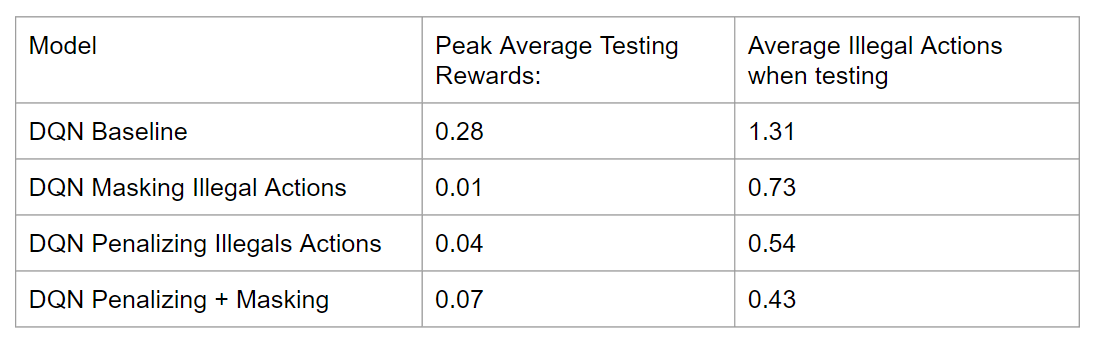 Model
Peak Average Testing
Rewards:
Average Illegal Actions
when testing
DQN Baseline
0.28
1.31
DQN Masking Illegal Actions
0.01
0.73
DQN Penalizing Illegals Actions
0.04
0.54
DQN Penalizing + Masking
0.07
0.43